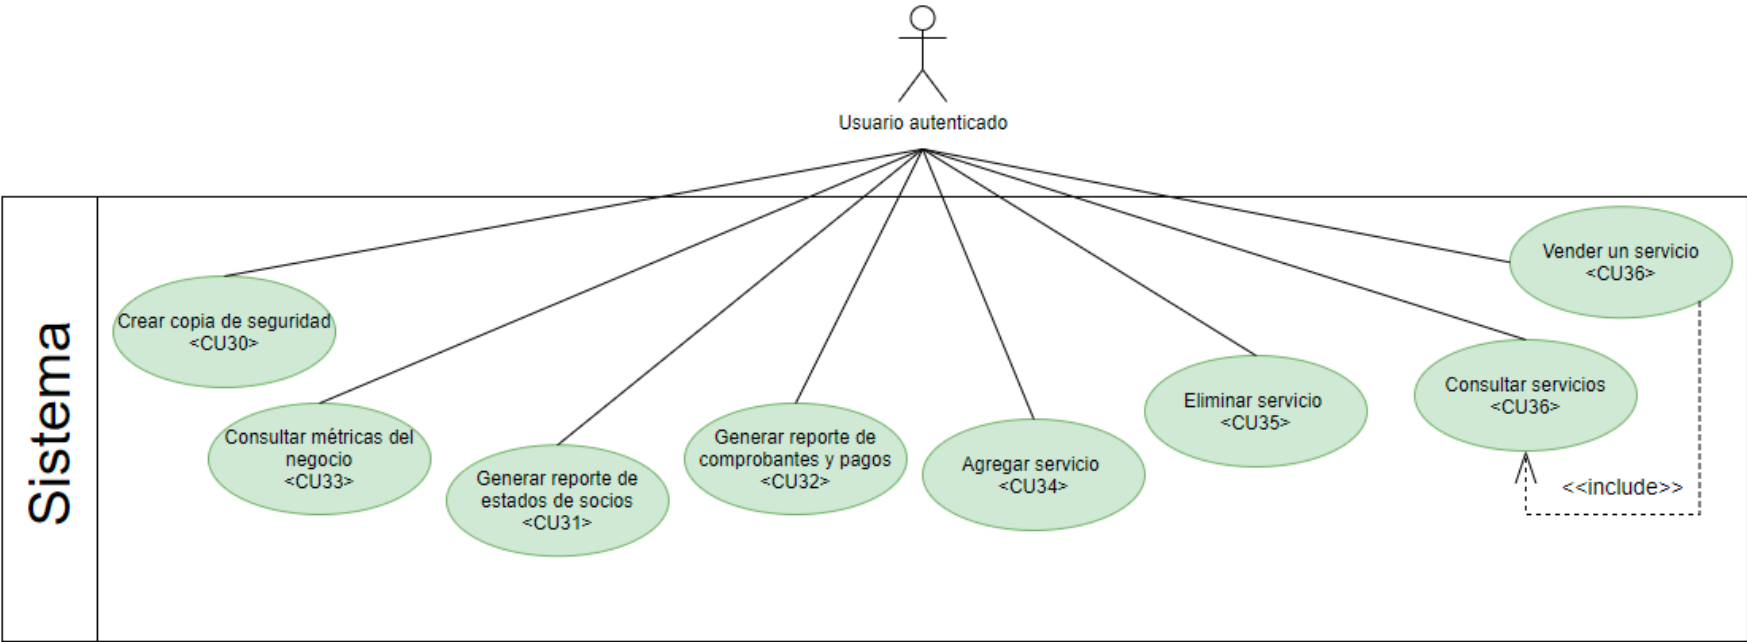 Usuario autenticado
Sistema
Crear copia de seguridad
<CU30>
Consultar métricas del
negocio
<CU33>
Generar reporte de
estados de socios
<CU31>
Generar reporte de
comprobantes y pagos
<CU32>
Agregar servicio
<CU34>
Eliminar servicio
<CU35>
Consultar servicios
<CU36>
Vender un servicio
<CU36>
<<include>>